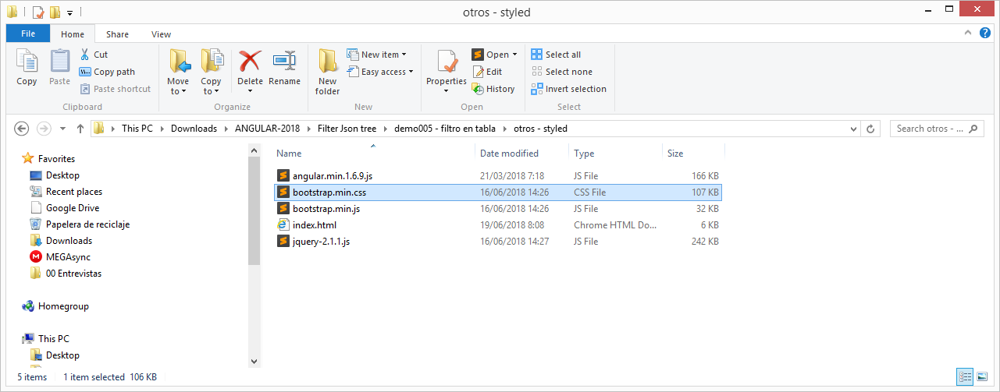 otros - styled
File Home Share View
Copy
Paste
Cut
Copy path
Paste shortcut
Clipboard
Move to
Copy to
Delete
Rename
Organize
New folder
New item
Easy access
New
Properties
Open
Edit
History
Open
Select all
Select none
Invert selection
Select
This PC Downloads ANGULAR-2018 Filter Json tree demo005 - filtro en tabla otros - styled
Search otros - ...
Favorites
Desktop
Recent places
Google Drive
Papelera de reciclaje
Downloads
MEGAsync
00 Entrevistas
Homegroup
This PC
Desktop
Name Date modified Type Size
angular.min.1.6.9.js 21/03/2018 7:18 JS File 166 KB
bootstrap.min.css 16/06/2018 14:26 CSS File 107 KB
bootstrap.min.js 16/06/2018 14:26 JS File 32 KB
index.html 19/06/2018 8:08 Chrome HTML Do... 6 KB
jquery-2.1.1.js 16/06/2018 14:27 JS File 242 KB
5 items 1 item selected 106 KB